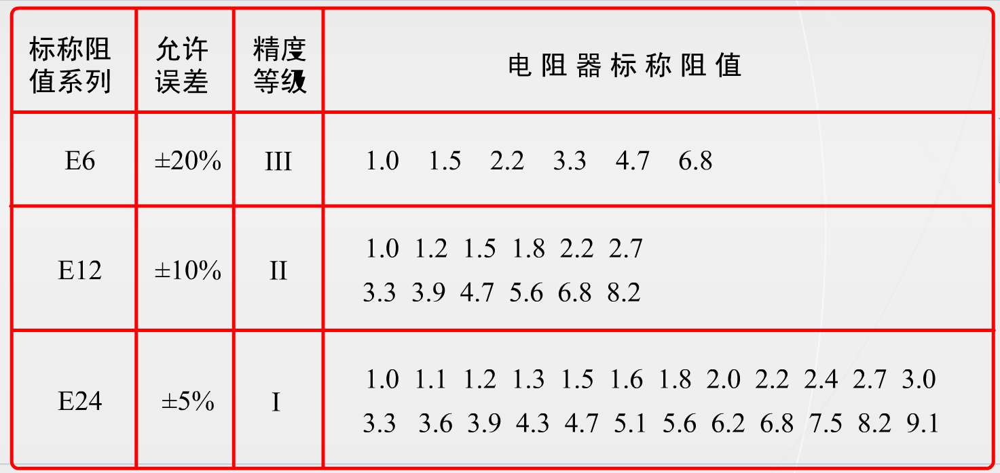 标称阻
值系列
允许
误差
精度
等级
电阻器标称阻值
E6 ±20% III 1.0 1.5 2.2 3.3 4.7 6.8
E12 ±10% II
1.0 1.2 1.5 1.8 2.2 2.7
3.3 3.9 4.7 5.6 6.8 8.2
E24 ±5% I
1.0 1.1 1.2 1.3 1.5 1.6 1.8 2.0 2.2 2.4 2.7 3.0
3.3 3.6 3.9 4.3 4.7 5.1 5.6 6.2 6.8 7.5 8.2 9.1